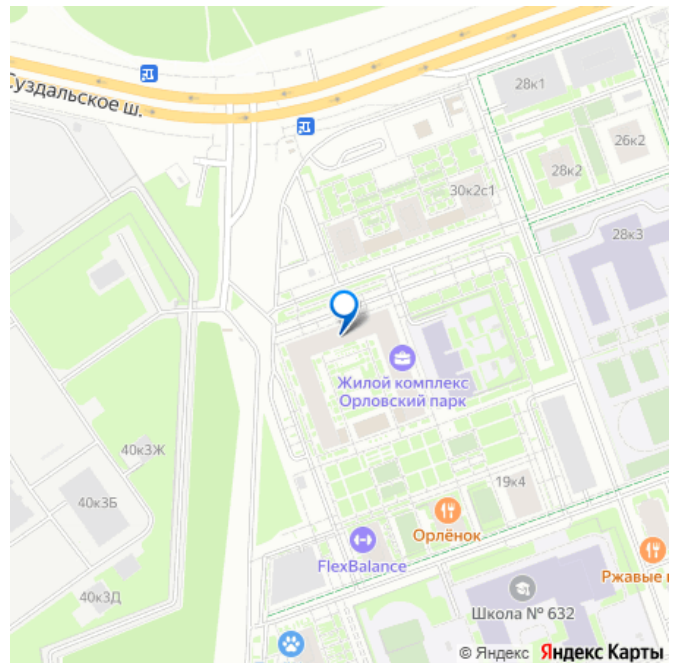 Суздальское ш.
28к1
26к2
28к2
30к2с1
28к3
Жилой комплекс
Орловский парк
40к3Ж
40к3Б
19к4
Орлёнок
FlexBalance
Ржавые
40к3Д
Школа № 632
© Яндекс Яндекс Карты